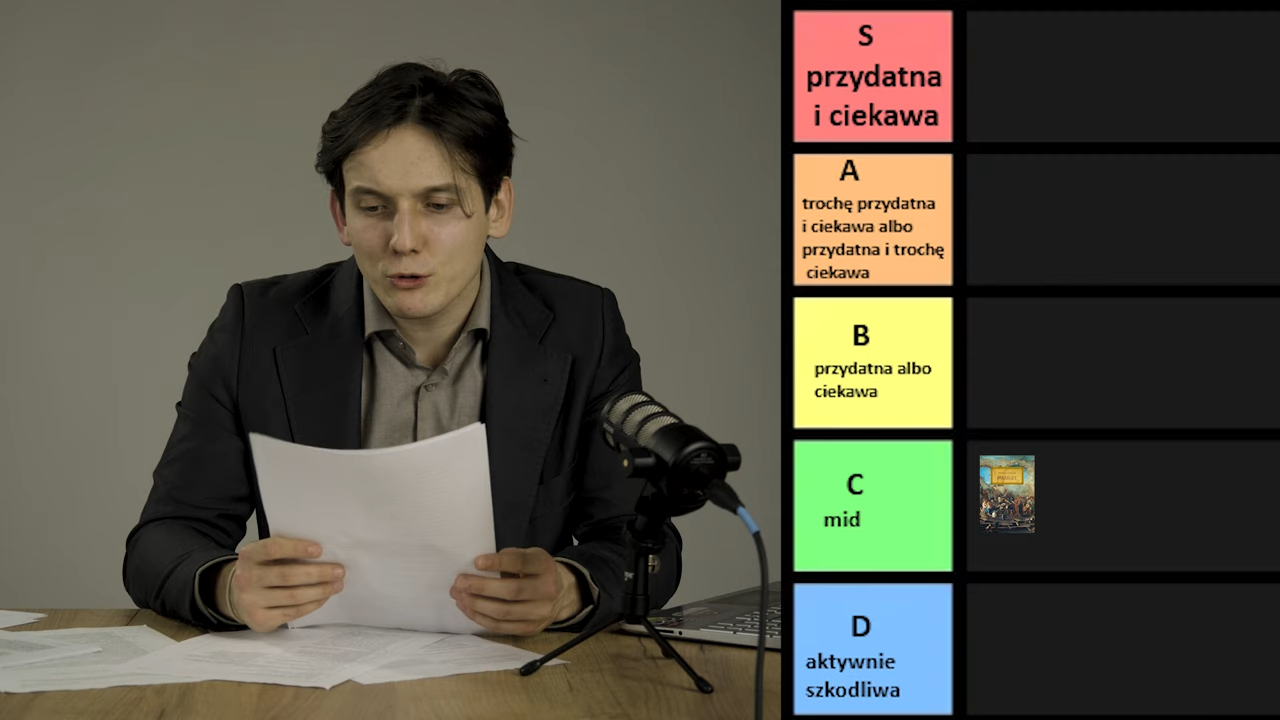 S
przydatna
i ciekawa
A
trochę przydatna
i ciekawa albo
przydatna i trochę
ciekawa
B
przydatna albo
ciekawa
C
mid
D
aktywnie
szkodliwa